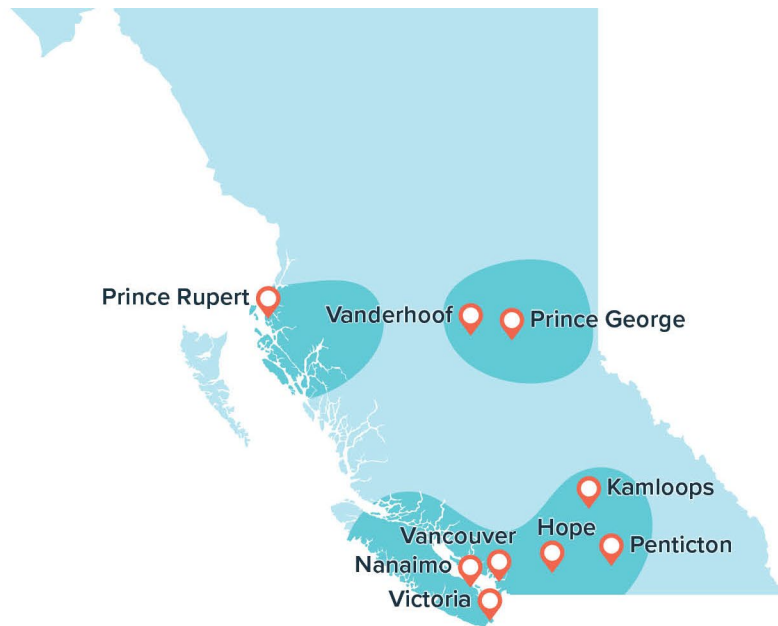 Prince Rupert
Vanderhoof
Prince George
Kamloops
Hope
Vancouver
Penticton
Nanaimo
Victoria